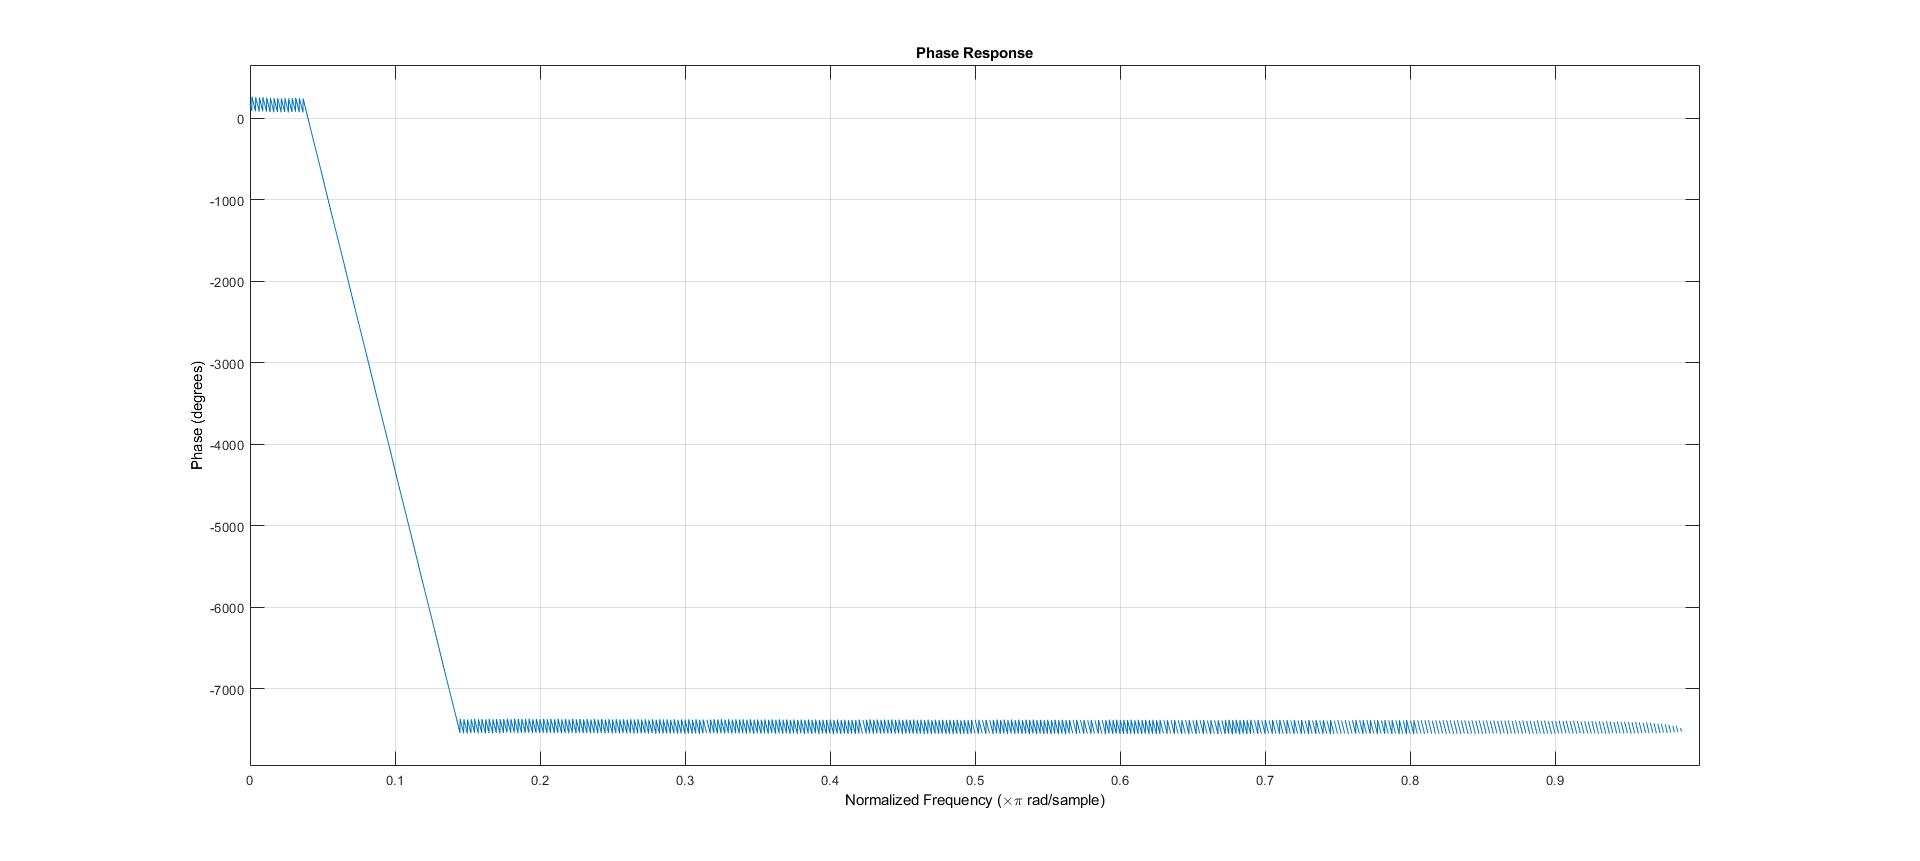 Phase Response
0
-1000
-2000
-3000
-4000
-5000
-6000
-7000
Phase (degrees)
0 0.1 0.2 0.3 0.4 0.5 0.6 0.7 0.8 0.9
Normalized Frequency (×π rad/sample)